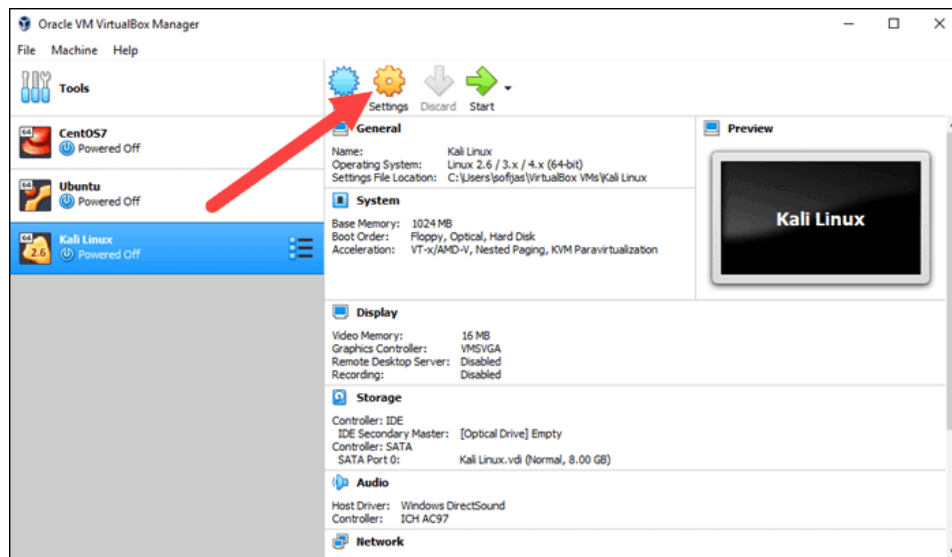 Oracle VM VirtualBox Manager
File Machine Help
Tools
Settings Discard Start
64 CentOS7
Powered Off
64 Ubuntu
Powered Off
64 2.6 Kali Linux
Powered Off
General
Name: Kali Linux
Operating System: Linux 2.6 / 3.x / 4.x (64-bit)
Settings File Location: C:\Users\sofijas\VirtualBox VMs\Kali Linux
System
Base Memory: 1024 MB
Boot Order: Floppy, Optical, Hard Disk
Acceleration: VT-x/AMD-V, Nested Paging, KVM Paravirtualization
Preview
Kali Linux
Display
Video Memory: 16 MB
Graphics Controller: VMSVGA
Remote Desktop Server: Disabled
Recording: Disabled
Storage
Controller: IDE
IDE Secondary Master: [Optical Drive] Empty
Controller: SATA
SATA Port 0: Kali Linux.vdi (Normal, 8.00 GB)
Audio
Host Driver: Windows DirectSound
Controller: ICH AC97
Network